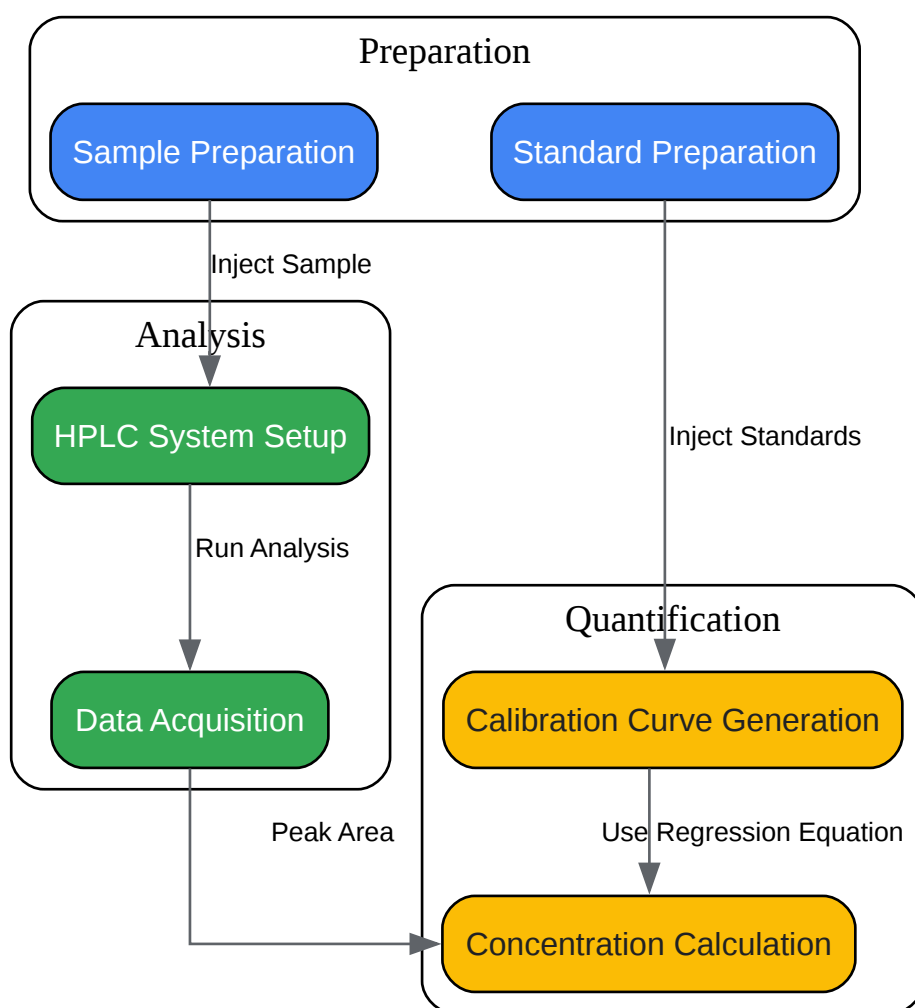 Preparation
Sample Preparation
Standard Preparation
Inject Sample
Analysis
HPLC System Setup
Inject Standards
Run Analysis
Quantification
Data Acquisition
Calibration Curve Generation
Peak Area
Use Regression Equation
Concentration Calculation